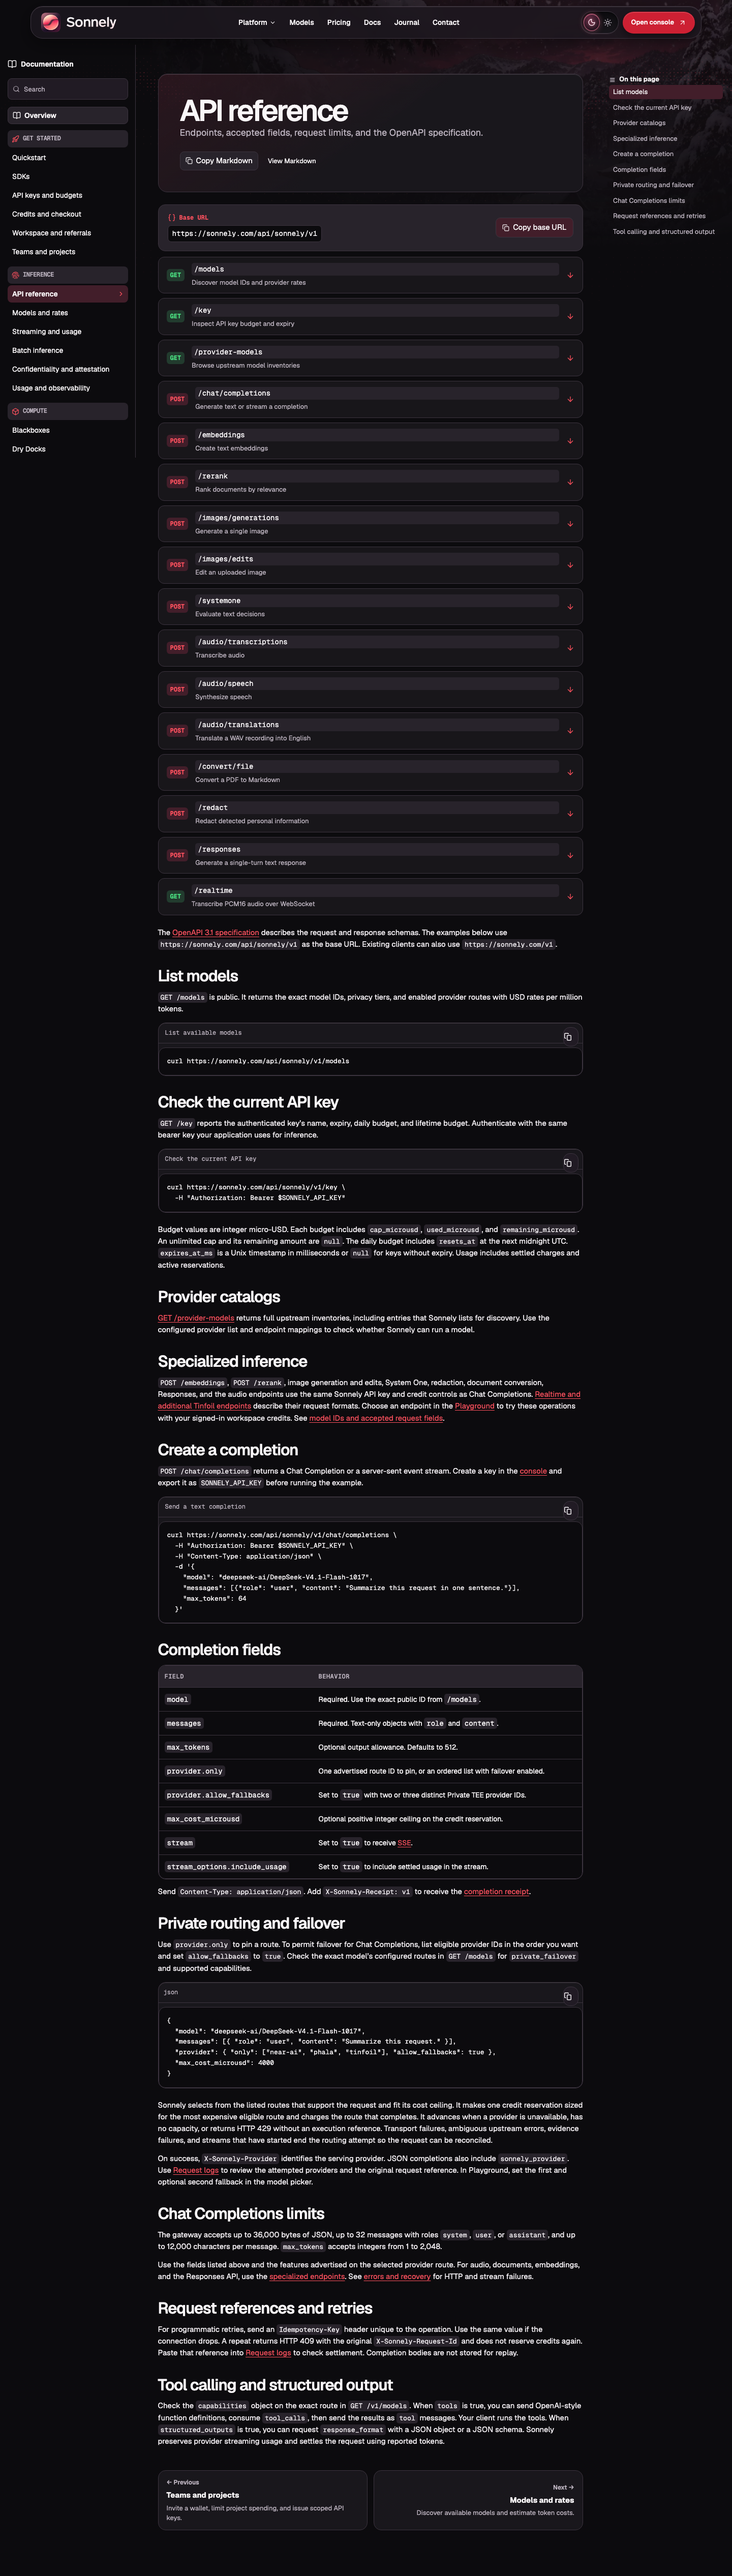 Sonnely
Platform
Models
Pricing
Docs
Journal
Contact
Open console
Documentation
Search
Overview
GET STARTED
Quickstart
SDKs
API keys and budgets
Credits and checkout
Workspace and referrals
Teams and projects
INFERENCE
API reference
Models and rates
Streaming and usage
Batch inference
Confidentiality and attestation
Usage and observability
COMPUTE
Blackboxes
Dry Docks
API reference
Endpoints, accepted fields, request limits, and the OpenAPI specification.
Copy Markdown
View Markdown
{} Base URL
https://sonnely.com/api/sonnely/v1
Copy base URL
GET
/models
Discover model IDs and provider rates
GET
/key
Inspect API key budget and expiry
GET
/provider-models
Browse upstream model inventories
POST
/chat/completions
Generate text or stream a completion
POST
/embeddings
Create text embeddings
POST
/rerank
Rank documents by relevance
POST
/images/generations
Generate a single image
POST
/images/edits
Edit an uploaded image
POST
/systemone
Evaluate text decisions
POST
/audio/transcriptions
Transcribe audio
POST
/audio/speech
Synthesize speech
POST
/audio/translations
Translate a WAV recording into English
POST
/convert/file
Convert a PDF to Markdown
POST
/redact
Redact detected personal information
POST
/responses
Generate a single-turn text response
GET
/realtime
Transcribe PCM16 audio over WebSocket
The OpenAPI 3.1 specification describes the request and response schemas. The examples below use
https://sonnely.com/api/sonnely/v1 as the base URL. Existing clients can also use https://sonnely.com/v1.
List models
GET /models is public. It returns the exact model IDs, privacy tiers, and enabled provider routes with USD rates per million
tokens.
List available models
curl https://sonnely.com/api/sonnely/v1/models
Check the current API key
GET /key reports the authenticated key's name, expiry, daily budget, and lifetime budget. Authenticate with the same
bearer key your application uses for inference.
Check the current API key
curl https://sonnely.com/api/sonnely/v1/key \
-H "Authorization: Bearer $SONNELY_API_KEY"
Budget values are integer micro-USD. Each budget includes cap_microusd, used_microusd, and remaining_microusd.
An unlimited cap and its remaining amount are null. The daily budget includes resets_at at the next midnight UTC.
expires_at_ms is a Unix timestamp in milliseconds or null for keys without expiry. Usage includes settled charges and
active reservations.
Provider catalogs
GET /provider-models returns full upstream inventories, including entries that Sonnely lists for discovery. Use the
configured provider list and endpoint mappings to check whether Sonnely can run a model.
Specialized inference
POST /embeddings, POST /rerank, image generation and edits, System One, redaction, document conversion,
Responses, and the audio endpoints use the same Sonnely API key and credit controls as Chat Completions. Realtime and
additional Tinfoil endpoints describe their request formats. Choose an endpoint in the Playground to try these operations
with your signed-in workspace credits. See model IDs and accepted request fields.
Create a completion
POST /chat/completions returns a Chat Completion or a server-sent event stream. Create a key in the console and
export it as SONNELY_API_KEY before running the example.
Send a text completion
curl https://sonnely.com/api/sonnely/v1/chat/completions \
-H "Authorization: Bearer $SONNELY_API_KEY" \
-H "Content-Type: application/json" \
-d '{
"model": "deepseek-ai/DeepSeek-V4.1-Flash-1017",
"messages": [{"role": "user", "content": "Summarize this request in one sentence."}],
"max_tokens": 64
}'
Completion fields
FIELD BEHAVIOR
model Required. Use the exact public ID from /models.
messages Required. Text-only objects with role and content.
max_tokens Optional output allowance. Defaults to 512.
provider.only One advertised route ID to pin, or an ordered list with failover enabled.
provider.allow_fallbacks Set to true with two or three distinct Private TEE provider IDs.
max_cost_microusd Optional positive integer ceiling on the credit reservation.
stream Set to true to receive SSE.
stream_options.include_usage Set to true to include settled usage in the stream.
Send Content-Type: application/json. Add X-Sonnely-Receipt: v1 to receive the completion receipt.
Private routing and failover
Use provider.only to pin a route. To permit failover for Chat Completions, list eligible provider IDs in the order you want
and set allow_fallbacks to true. Check the exact model's configured routes in GET /models for private_failover
and supported capabilities.
json
{
"model": "deepseek-ai/DeepSeek-V4.1-Flash-1017",
"messages": [{ "role": "user", "content": "Summarize this request." }],
"provider": { "only": ["near-ai", "phala", "tinfoil"], "allow_fallbacks": true },
"max_cost_microusd": 4000
}
Sonnely selects from the listed routes that support the request and fit its cost ceiling. It makes one credit reservation sized
for the most expensive eligible route and charges the route that completes. It advances when a provider is unavailable, has
no capacity, or returns HTTP 429 without an execution reference. Transport failures, ambiguous upstream errors, evidence
failures, and streams that have started end the routing attempt so the request can be reconciled.
On success, X-Sonnely-Provider identifies the serving provider. JSON completions also include sonnely_provider.
Use Request logs to review the attempted providers and the original request reference. In Playground, set the first and
optional second fallback in the model picker.
Chat Completions limits
The gateway accepts up to 36,000 bytes of JSON, up to 32 messages with roles system, user, or assistant, and up
to 12,000 characters per message. max_tokens accepts integers from 1 to 2,048.
Use the fields listed above and the features advertised on the selected provider route. For audio, documents, embeddings,
and the Responses API, use the specialized endpoints. See errors and recovery for HTTP and stream failures.
Request references and retries
For programmatic retries, send an Idempotency-Key header unique to the operation. Use the same value if the
connection drops. A repeat returns HTTP 409 with the original X-Sonnely-Request-Id and does not reserve credits again.
Paste that reference into Request logs to check settlement. Completion bodies are not stored for replay.
Tool calling and structured output
Check the capabilities object on the exact route in GET /v1/models. When tools is true, you can send OpenAI-style
function definitions, consume tool_calls, then send the results as tool messages. Your client runs the tools. When
structured_outputs is true, you can request response_format with a JSON object or a JSON schema. Sonnely
preserves provider streaming usage and settles the request using reported tokens.
← Previous
Teams and projects
Invite a wallet, limit project spending, and issue scoped API
keys.
Next →
Models and rates
Discover available models and estimate token costs.
On this page
List models
Check the current API key
Provider catalogs
Specialized inference
Create a completion
Completion fields
Private routing and failover
Chat Completions limits
Request references and retries
Tool calling and structured output